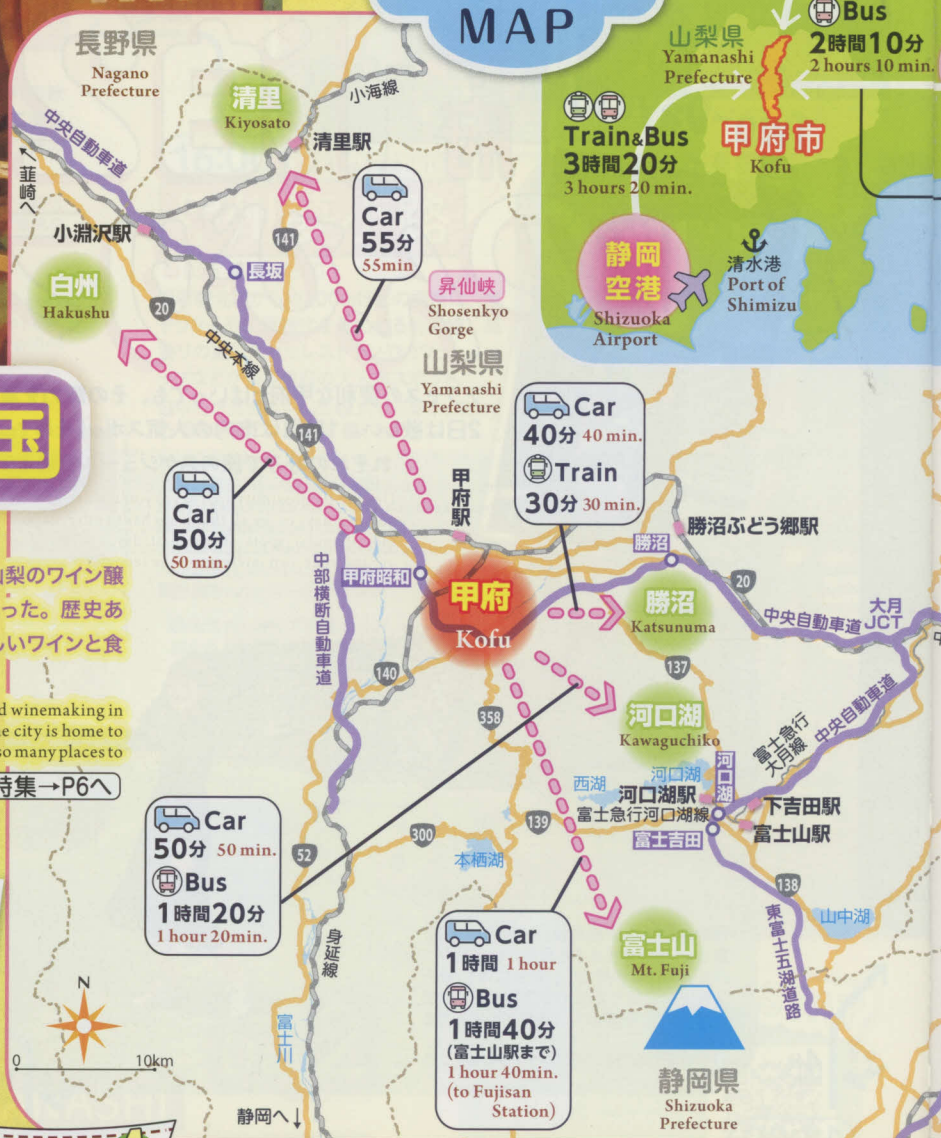 MAP
長野県
Nagano
Prefecture
清里
Kiyosato
小海線
清里駅
中央自動車道
韮崎へ
小淵沢駅
白州
Hakushu
長坂
141
20
中央本線
Car
55分
55min
昇仙峡
Shosenkyo
Gorge
山梨県
Yamanashi
Prefecture
141
Car
50分
50 min.
Car
40分 40 min.
Train
30分 30 min.
甲府駅
勝沼ぶどう郷駅
勝沼
甲府昭和
甲府
Kofu
勝沼
Katsunuma
20
中央自動車道
大月
JCT
中部横断自動車道
140
137
358
河口湖
Kawaguchiko
富士急行
大月線
中央自動車道
西湖
河口湖
河口湖
河口湖駅
富士急行河口湖線
下吉田駅
富士山駅
富士吉田
139
300
52
本栖湖
138
山中湖
東富士五湖道路
Car
50分 50 min.
Bus
1時間20分
1 hour 20min.
Car
1時間 1 hour
Bus
1時間40分
(富士山駅まで)
1 hour 40min.
(to Fujisan
Station)
富士山
Mt. Fuji
静岡県
Shizuoka
Prefecture
身延線
富士川
静岡へ↓
N
0 10km
山梨県
Yamanashi
Prefecture
Bus
2時間10分
2 hours 10 min.
Train&Bus
3時間20分
3 hours 20 min.
甲府市
Kofu
静岡
空港
Shizuoka
Airport
清水港
Port of
Shimizu
国
梨のワイン醸
った。歴史あ
いワインと食
d winemaking in
e city is home to
so many places to
特集→P6へ